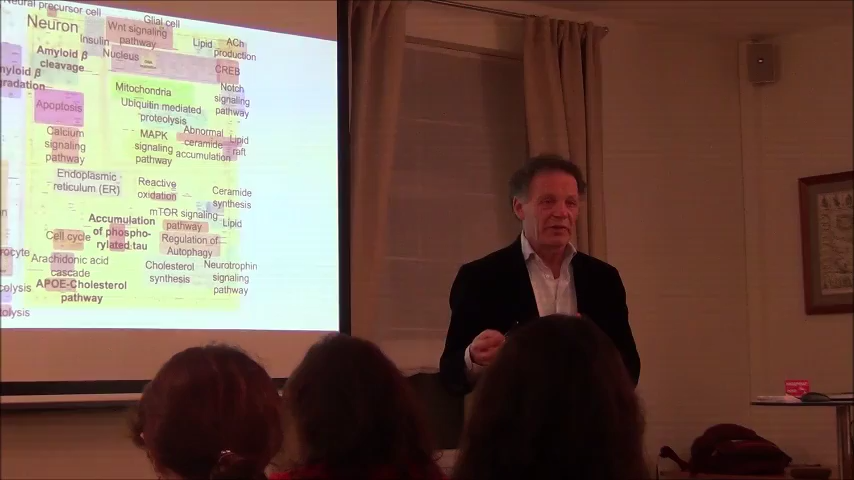 Neural precursor cell
Glial cell
Neuron
Wnt signaling
pathway
Insulin
Lipid
ACh
production
Amyloid β
cleavage
Nucleus
CREB
Mitochondria
Notch
signaling
pathway
Apoptosis
Ubiquitin mediated
proteolysis
Calcium
signaling
pathway
MAPK
signaling
pathway
Abnormal
ceramide
accumulation
Lipid
raft
Endoplasmic
reticulum (ER)
Reactive
oxidation
Ceramide
synthesis
mTOR signaling
pathway
Lipid
Accumulation
of phospho-
rylated tau
Cell cycle
Regulation of
Autophagy
Arachidonic acid
cascade
Cholesterol
synthesis
Neurotrophin
signaling
pathway
APOE-Cholesterol
pathway